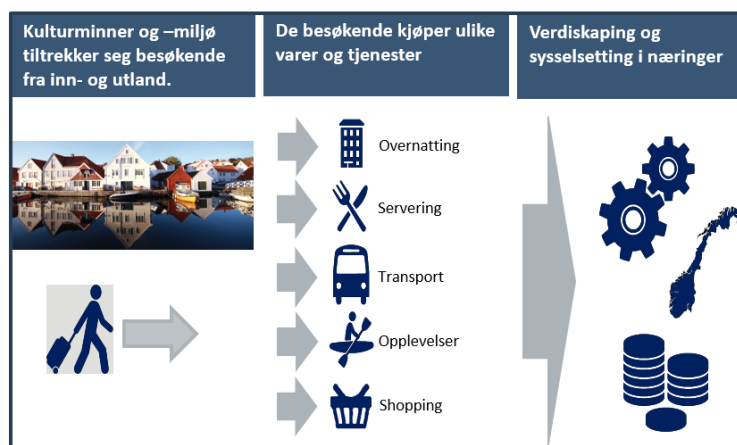 Kulturminner og –miljø
tiltrekker seg besøkende
fra inn- og utland.
De besøkende kjøper ulike
varer og tjenester
Verdiskaping og
sysselsetting i næringer
Overnatting
Servering
Transport
Opplevelser
Shopping